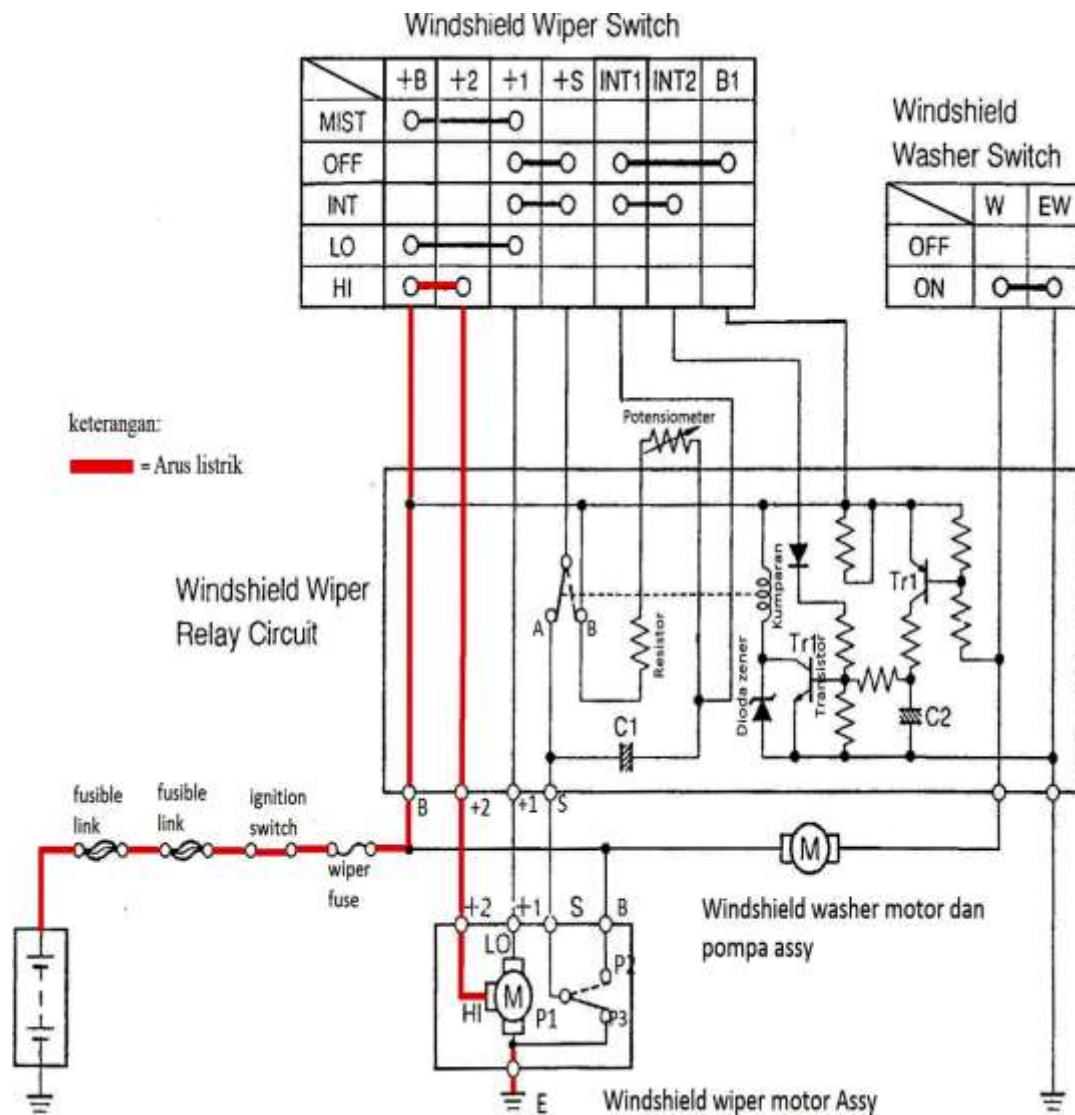 Windshield Wiper Switch
+B +2 +1 +S INT1 INT2 B1
MIST
OFF
INT
LO
HI
Windshield
Washer Switch
W EW
OFF
ON
keterangan:
= Arus listrik
Potensiometer
Windshield Wiper
Relay Circuit
A
B
Resistor
Kumparan
Dioda zener
Tr1
Transistor
Tr1
C1
C2
B +2 +1 S
fusible
link
fusible
link
ignition
switch
wiper
fuse
M
Windshield washer motor dan
pompa assy
+2 +1 S B
LO
HI
M
P1
P2
P3
E
Windshield wiper motor Assy